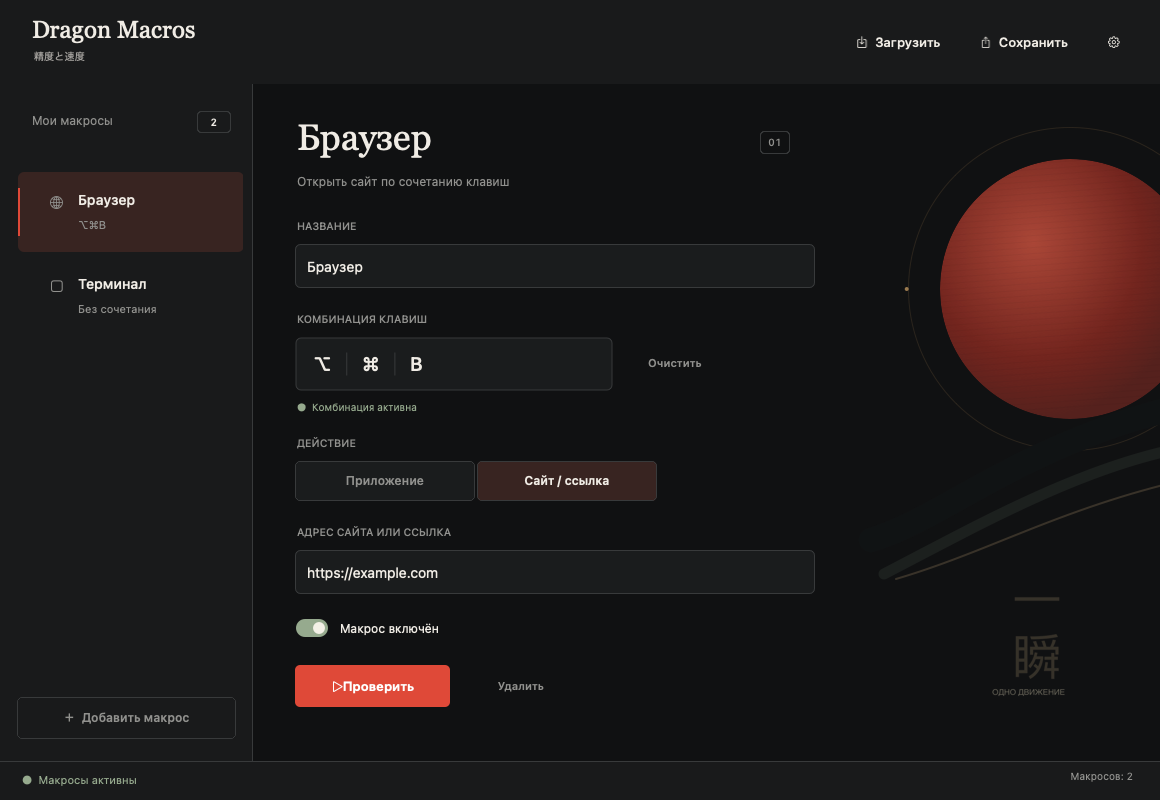 Dragon Macros
精度と速度
Загрузить
Сохранить
Мои макросы
2
Браузер
⌥⌘B
Терминал
Без сочетания
+ Добавить макрос
Браузер
01
Открыть сайт по сочетанию клавиш
НАЗВАНИЕ
Браузер
КОМБИНАЦИЯ КЛАВИШ
⌥ ⌘ B
Очистить
Комбинация активна
ДЕЙСТВИЕ
Приложение
Сайт / ссылка
АДРЕС САЙТА ИЛИ ССЫЛКА
https://example.com
Макрос включён
Проверить
Удалить
一
瞬
ОДНО ДВИЖЕНИЕ
Макросы активны
Макросов: 2